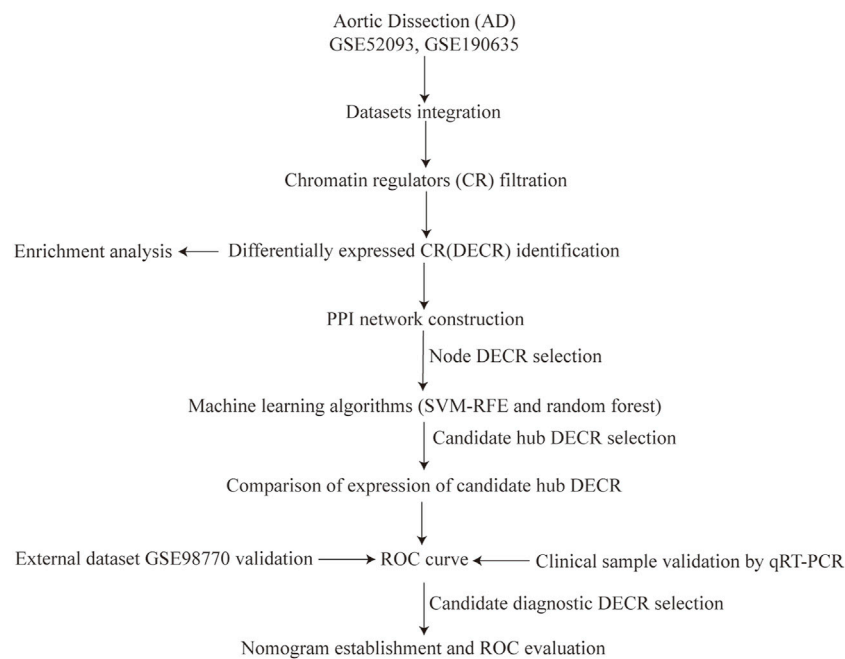 Aortic Dissection (AD)
GSE52093, GSE190635
Datasets integration
Chromatin regulators (CR) filtration
Enrichment analysis
Differentially expressed CR(DECR) identification
PPI network construction
Node DECR selection
Machine learning algorithms (SVM-RFE and random forest)
Candidate hub DECR selection
Comparison of expression of candidate hub DECR
External dataset GSE98770 validation
ROC curve
Clinical sample validation by qRT-PCR
Candidate diagnostic DECR selection
Nomogram establishment and ROC evaluation